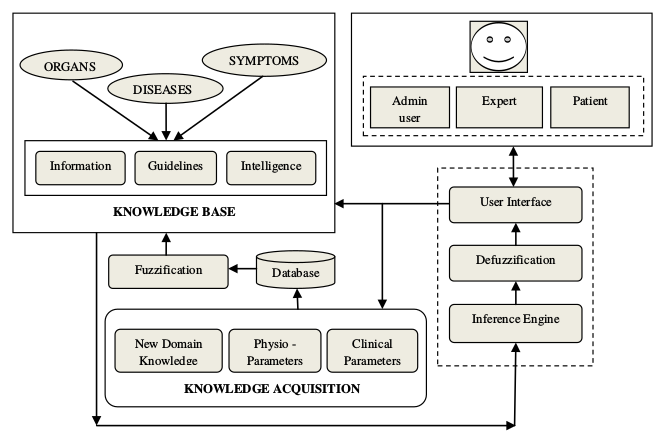 ORGANS
SYMPTOMS
DISEASES
Information
Guidelines
Intelligence
KNOWLEDGE BASE
Admin
user
Expert
Patient
User Interface
Defuzzification
Inference Engine
Fuzzification
Database
New Domain
Knowledge
Physio -
Parameters
Clinical
Parameters
KNOWLEDGE ACQUISITION